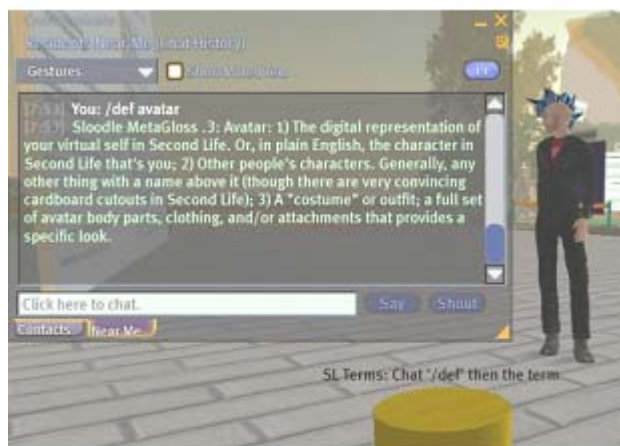 Gestures
[7:53] You: /def avatar
[7:57] Sloodle MetaGloss .3: Avatar: 1) The digital representation of
your virtual self in Second Life. Or, in plain English, the character in
Second Life that's you; 2) Other people's characters. Generally, any
other thing with a name above it (though there are very convincing
cardboard cutouts in Second Life); 3) A "costume" or outfit; a full set
of avatar body parts, clothing, and/or attachments that provides a
specific look.
Click here to chat.
Say
Shout
Contacts
Near Me
SL Terms: Chat "/def" then the term